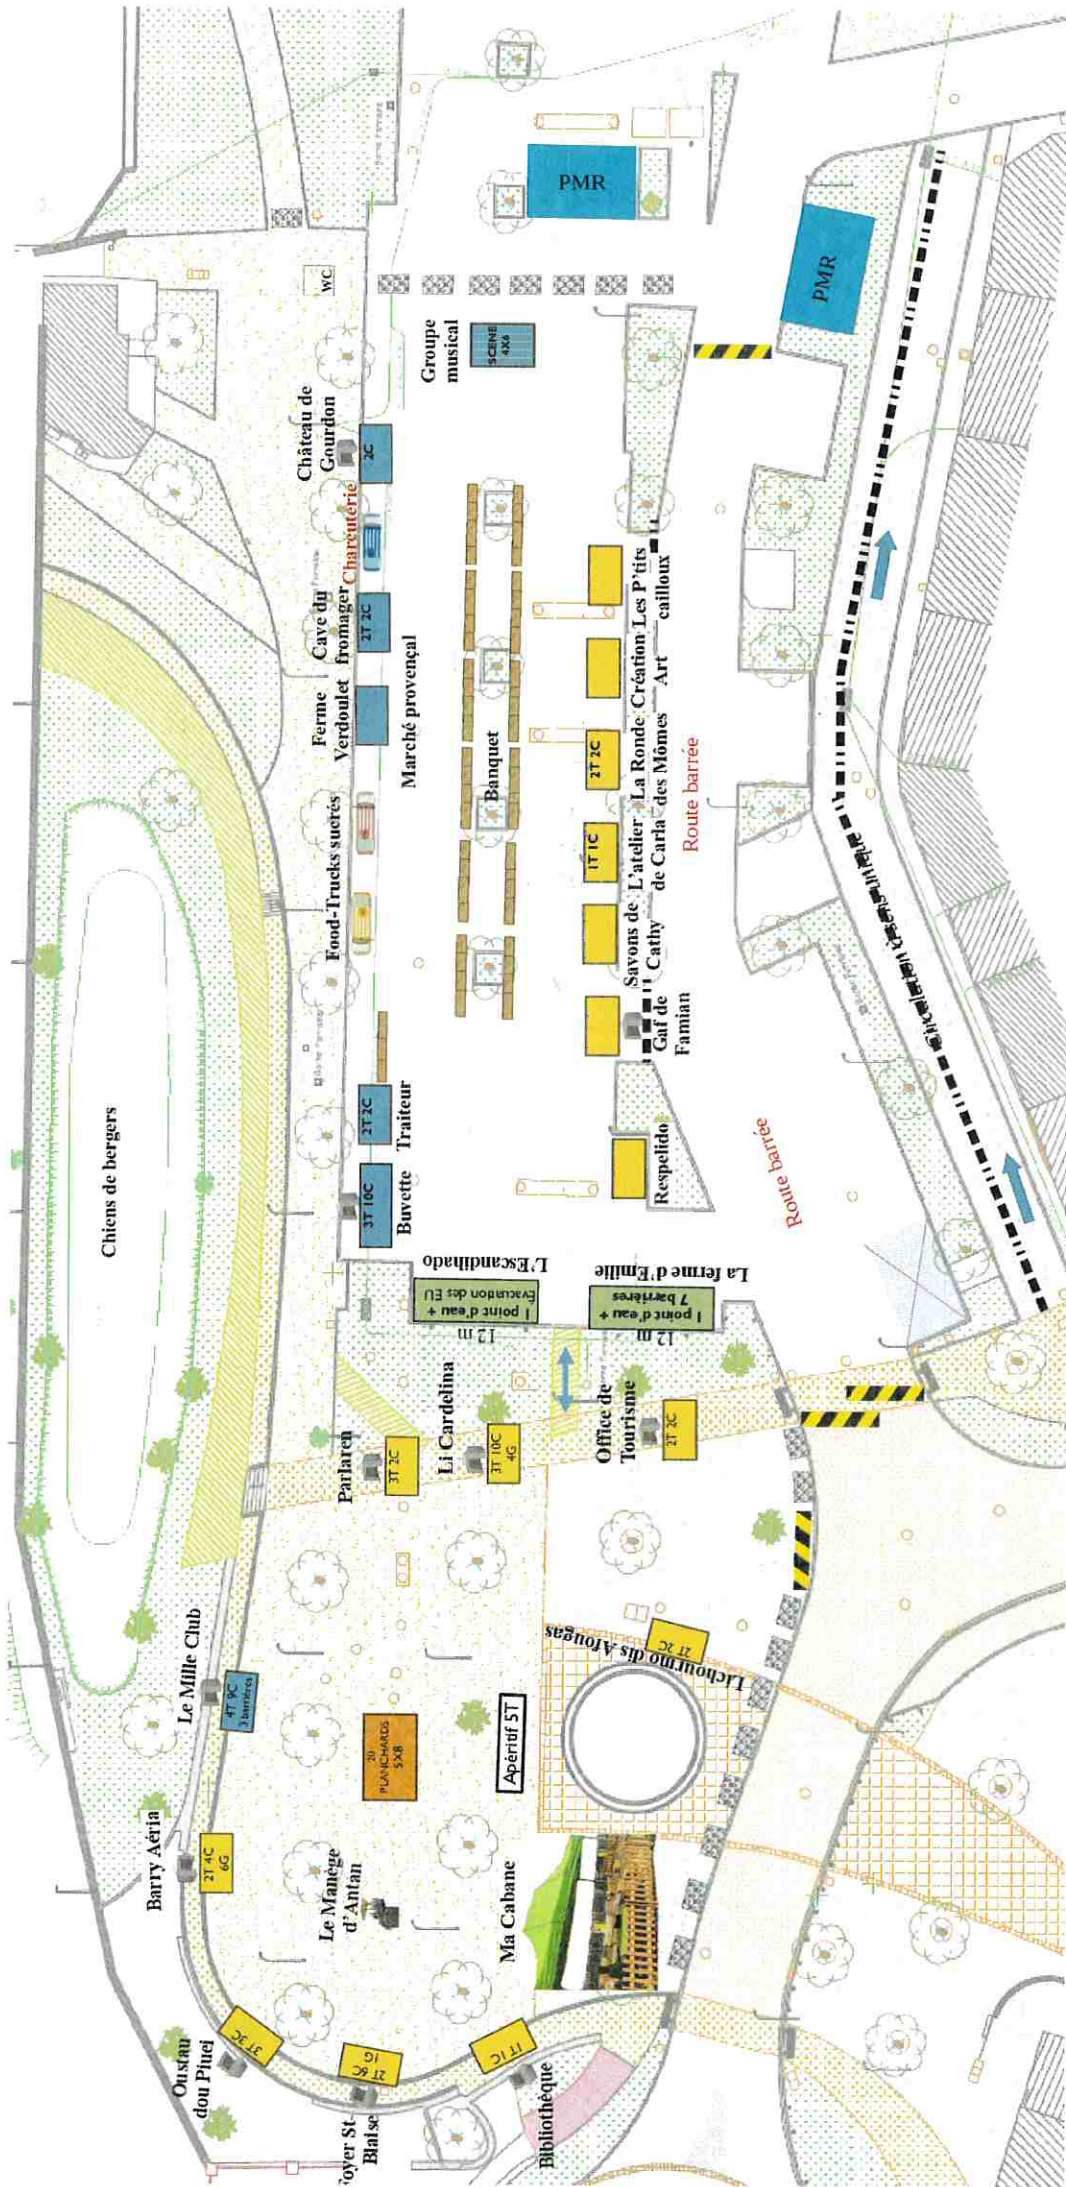 Chiens de bergers
WC
PMR
PMR
Groupe
musical
SCENE
4X6
Château de
Gourdon
2C
Charcuterie
Cave du
fromager
2T 2C
Ferme
Verdoulet
Marché provençal
Food-Trucks sucrés
Banquet
Traiteur
2T 2C
Buvette
3T 10C
Les P'tits
cailloux
Création
Art
La Ronde
des Mômes
2T 2C
L'atelier
de Carla
1T 1C
Savons de
Cathy
Gaf de
Famian
Respelido
Route barrée
Route barrée
Circulation à sens unique
L'Escandihado
1 point d'eau +
Evacuation des EU
12 m
La ferme d'Emilie
1 point d'eau +
7 barrières
12 m
Parlaren
3T 2C
Li Cardelina
3T 10C
4G
Office de
Tourisme
2T 2C
Lichourmo dis Afougas
2T 2C
Le Mille Club
4T 9C
3 barrières
20
PLANCHARDS
5X8
Apéritif 5T
Barry Aéria
2T 4C
6G
Le Manège
d'Antan
Ma Cabane
Oustau
dou Pluei
3T 3C
Foyer St-
Blaise
2T 6C
1G
Bibliothèque
1T 1C